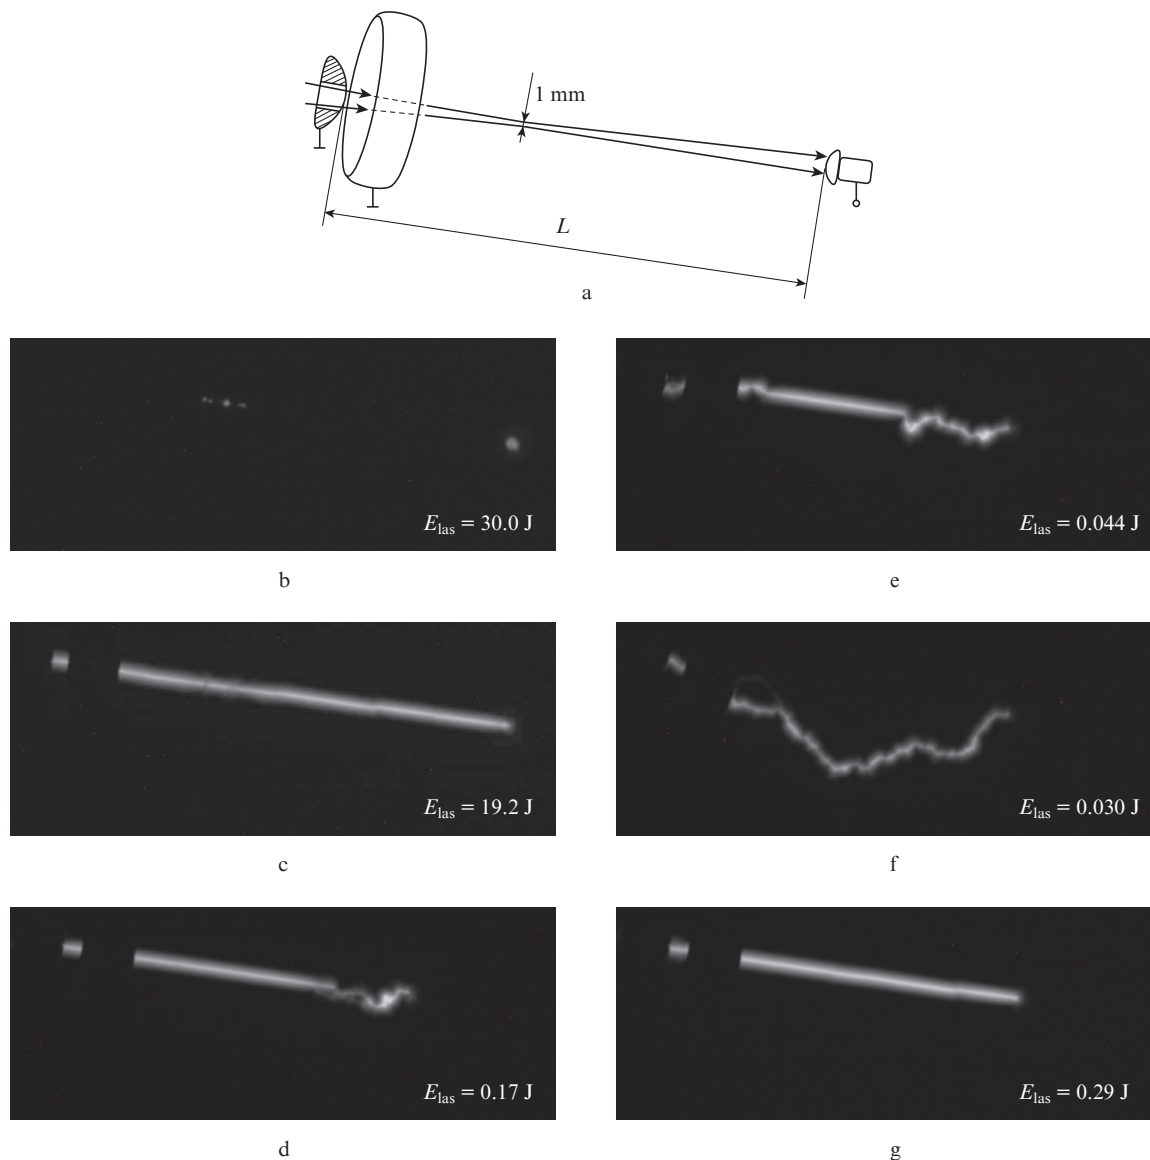 1 mm
L
a
E_las = 30.0 J
b
E_las = 0.044 J
e
E_las = 19.2 J
c
E_las = 0.030 J
f
E_las = 0.17 J
d
E_las = 0.29 J
g